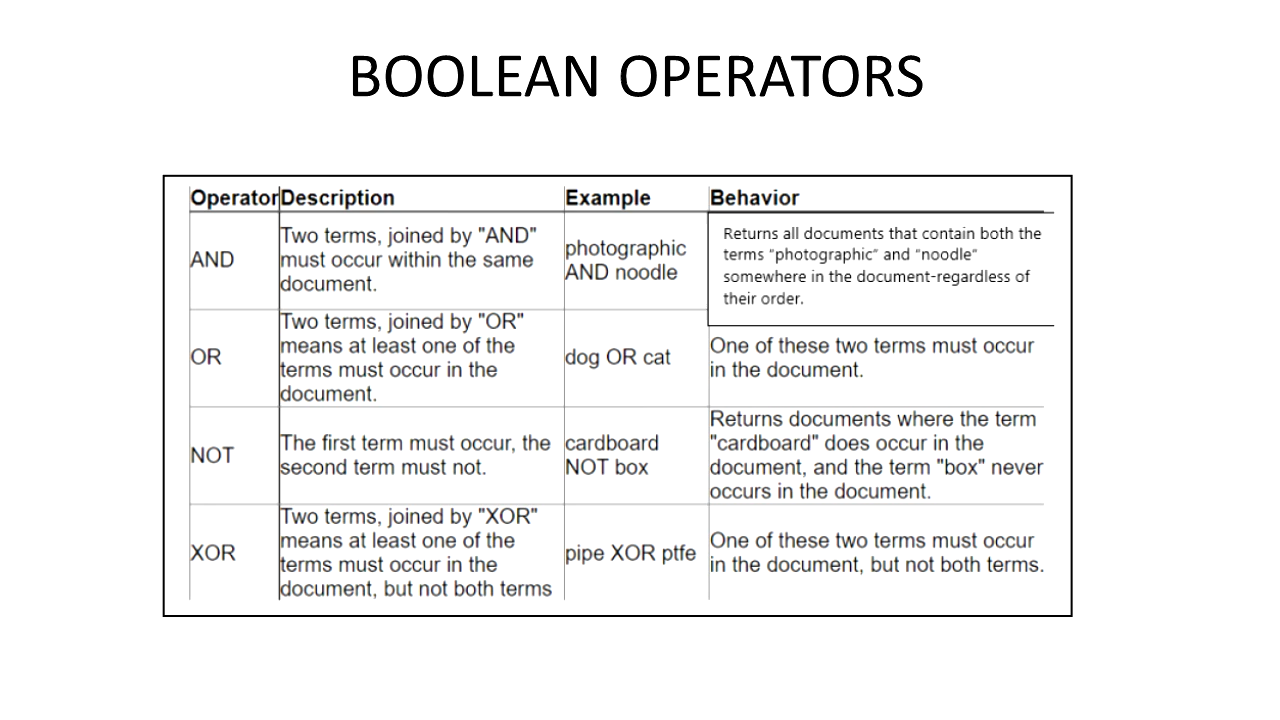 BOOLEAN OPERATORS
Operator Description Example Behavior
AND
Two terms, joined by "AND"
must occur within the same
document.
photographic
AND noodle
Returns all documents that contain both the
terms "photographic" and "noodle"
somewhere in the document-regardless of
their order.
OR
Two terms, joined by "OR"
means at least one of the
terms must occur in the
document.
dog OR cat
One of these two terms must occur
in the document.
NOT
The first term must occur, the
second term must not.
cardboard
NOT box
Returns documents where the term
"cardboard" does occur in the
document, and the term "box" never
occurs in the document.
XOR
Two terms, joined by "XOR"
means at least one of the
terms must occur in the
document, but not both terms
pipe XOR ptfe
One of these two terms must occur
in the document, but not both terms.